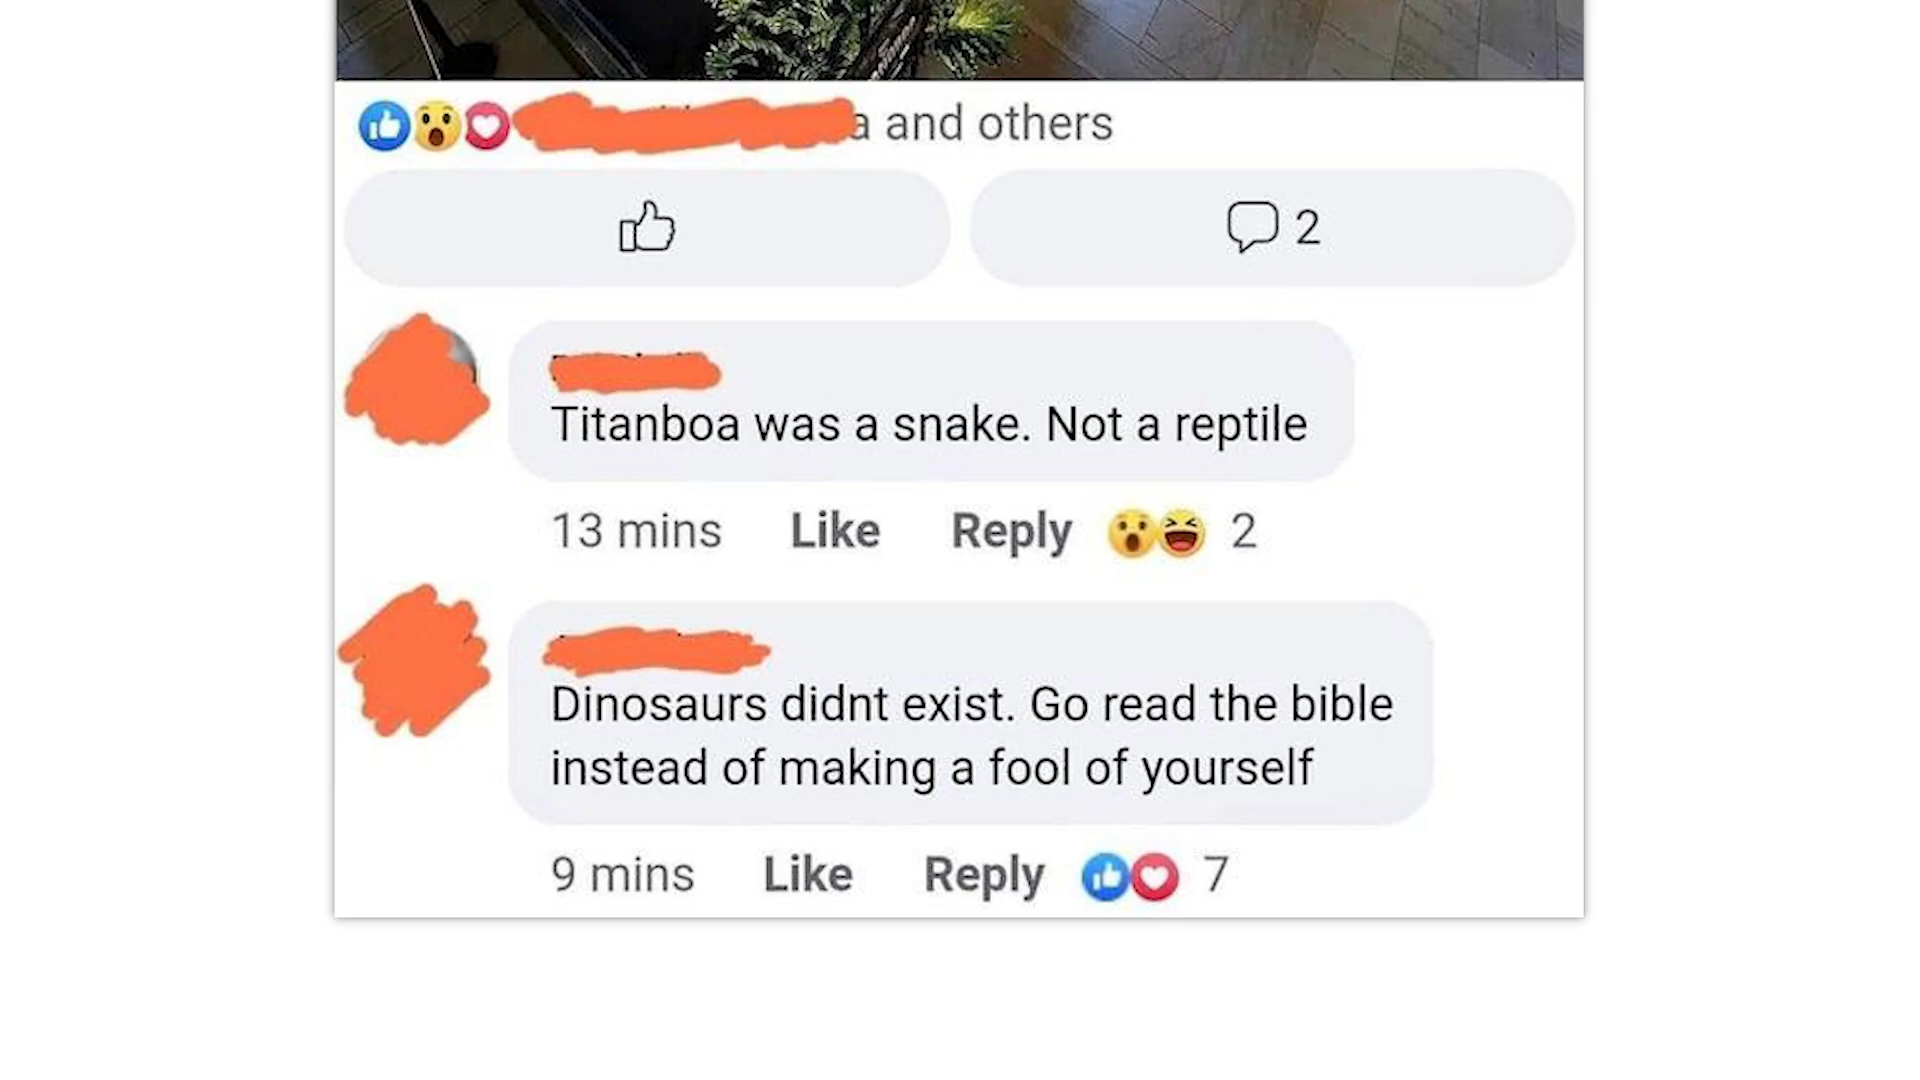 a and others
2
Titanboa was a snake. Not a reptile
13 mins Like Reply 2
Dinosaurs didnt exist. Go read the bible
instead of making a fool of yourself
9 mins Like Reply 7